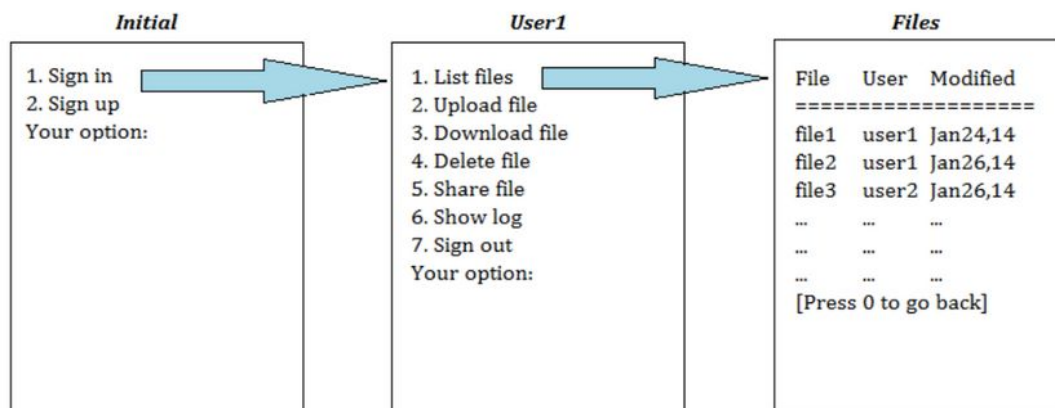 Initial
1. Sign in
2. Sign up
Your option:
User1
1. List files
2. Upload file
3. Download file
4. Delete file
5. Share file
6. Show log
7. Sign out
Your option:
Files
File User Modified
===================
file1 user1 Jan24,14
file2 user1 Jan26,14
file3 user2 Jan26,14
... ... ...
... ... ...
... ... ...
[Press 0 to go back]